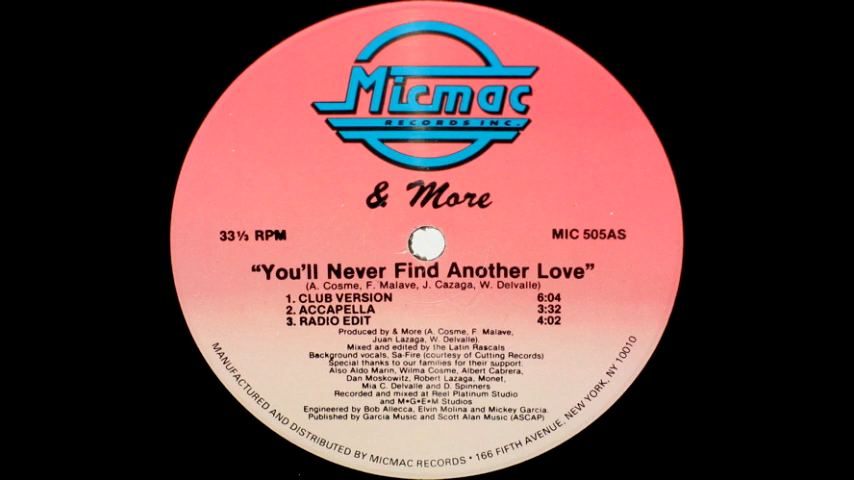 Micmac
RECORDS INC.
& More
33⅓ RPM
MIC 505AS
"You'll Never Find Another Love"
(A. Cosme, F. Malave, J. Cazaga, W. Delvalle)
1. CLUB VERSION 6:04
2. ACCAPELLA 3:32
3. RADIO EDIT 4:02
Produced by & More (A. Cosme, F. Malave,
Juan Lazaga, W. Delvalle).
Mixed and edited by the Latin Rascals
Background vocals, Sa-Fire (courtesy of Cutting Records)
Special thanks to our families for their support.
Also Aldo Marin, Wilma Cosme, Albert Cabrera,
Dan Moskowitz, Robert Lazaga, Monet,
Mia C. Delvalle and D. Spinners
Recorded and mixed at Reel Platinum Studio
and M•G•E•M Studios
Engineered by Bob Allecca, Elvin Molina and Mickey Garcia.
Published by Garcia Music and Scott Alan Music (ASCAP)
MANUFACTURED AND DISTRIBUTED BY MICMAC RECORDS • 166 FIFTH AVENUE, NEW YORK, NY 10010